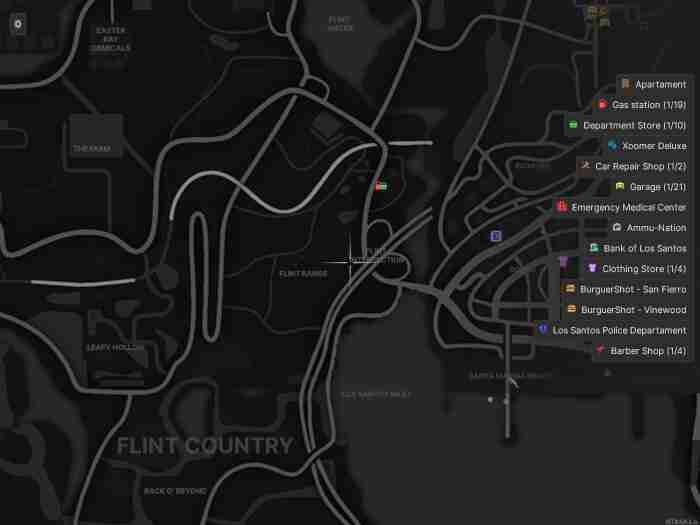 EASTER
BAY
CHEMICALS
FLINT
WATER
Apartament
Gas station (1/19)
Department Store (1/10)
THE FARM
Xoomer Deluxe
Car Repair Shop (1/2)
Garage (1/21)
Emergency Medical Center
Ammu-Nation
Bank of Los Santos
FLINT
INTERSECTION
Clothing Store (1/4)
FLINT RANGE
BurguerShot - San Fierro
BurguerShot - Vinewood
Los Santos Police Departament
LEAFY HOLLOW
Barber Shop (1/4)
SANTA MARIA BEACH
LOS SANTOS INLET
FLINT COUNTRY
BACK O' BEYOND